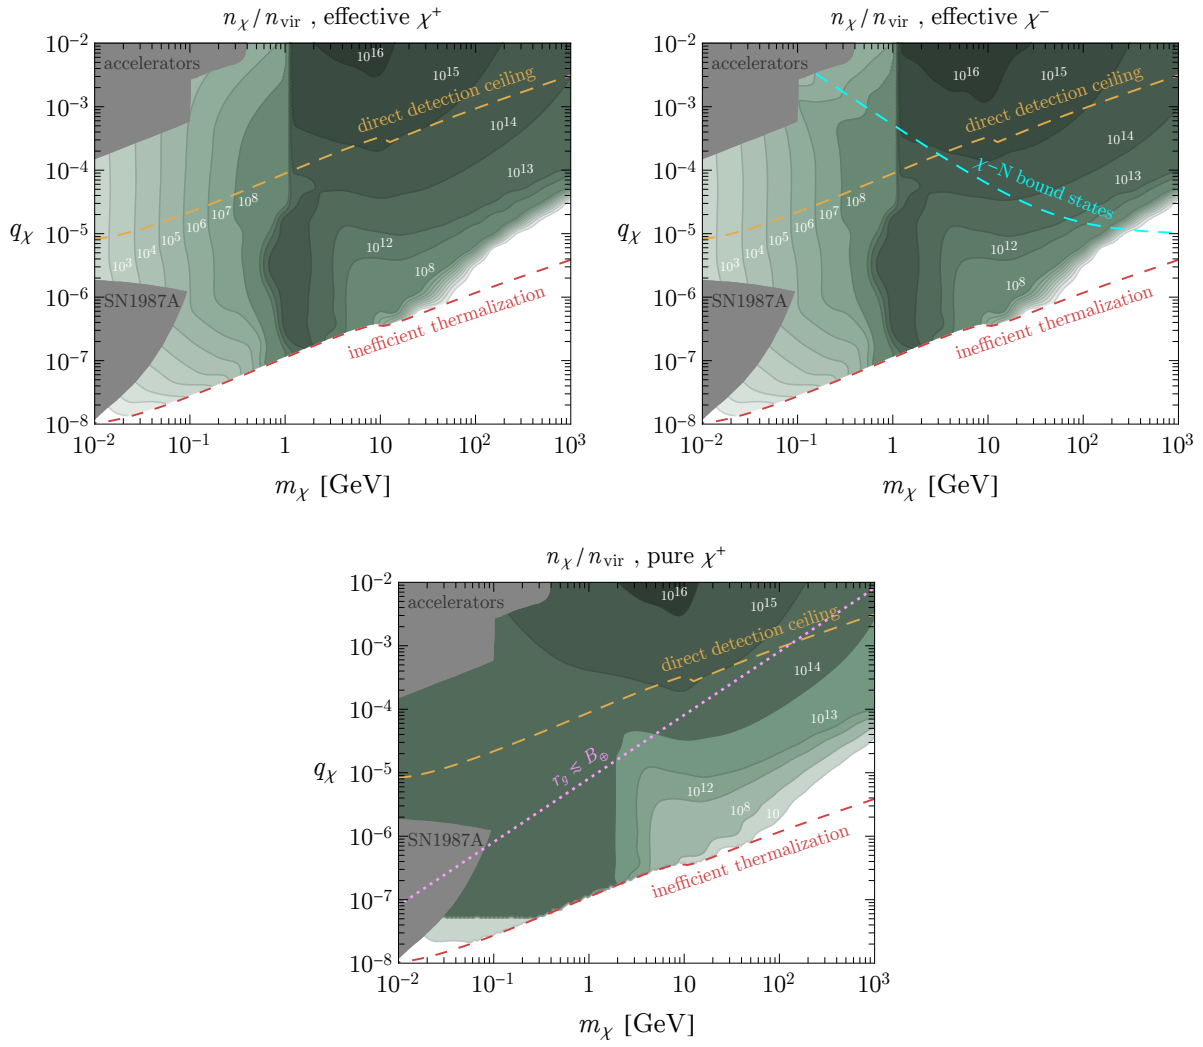 n_χ/n_vir , effective χ⁺
n_χ/n_vir , effective χ⁻
10⁻²
10⁻³
10⁻⁴
10⁻⁵
10⁻⁶
10⁻⁷
10⁻⁸
q_χ
accelerators
10¹⁶
10¹⁵
direct detection ceiling
10¹⁴
10¹³
10¹²
10⁸
10⁸
10⁷
10⁶
10⁵
10⁴
10³
SN1987A
inefficient thermalization
10⁻² 10⁻¹ 1 10 10² 10³
m_χ [GeV]
10⁻²
10⁻³
10⁻⁴
10⁻⁵
10⁻⁶
10⁻⁷
10⁻⁸
q_χ
accelerators
10¹⁶
10¹⁵
direct detection ceiling
10¹⁴
χ−N bound states
10¹³
10¹²
10⁸
10⁸
10⁷
10⁶
10⁵
10⁴
10³
SN1987A
inefficient thermalization
10⁻² 10⁻¹ 1 10 10² 10³
m_χ [GeV]
n_χ/n_vir , pure χ⁺
10⁻²
10⁻³
10⁻⁴
10⁻⁵
10⁻⁶
10⁻⁷
10⁻⁸
q_χ
accelerators
10¹⁶
10¹⁵
direct detection ceiling
10¹⁴
10¹³
r_g ≲ B_⊕
10¹²
10⁸
10
SN1987A
inefficient thermalization
10⁻² 10⁻¹ 1 10 10² 10³
m_χ [GeV]